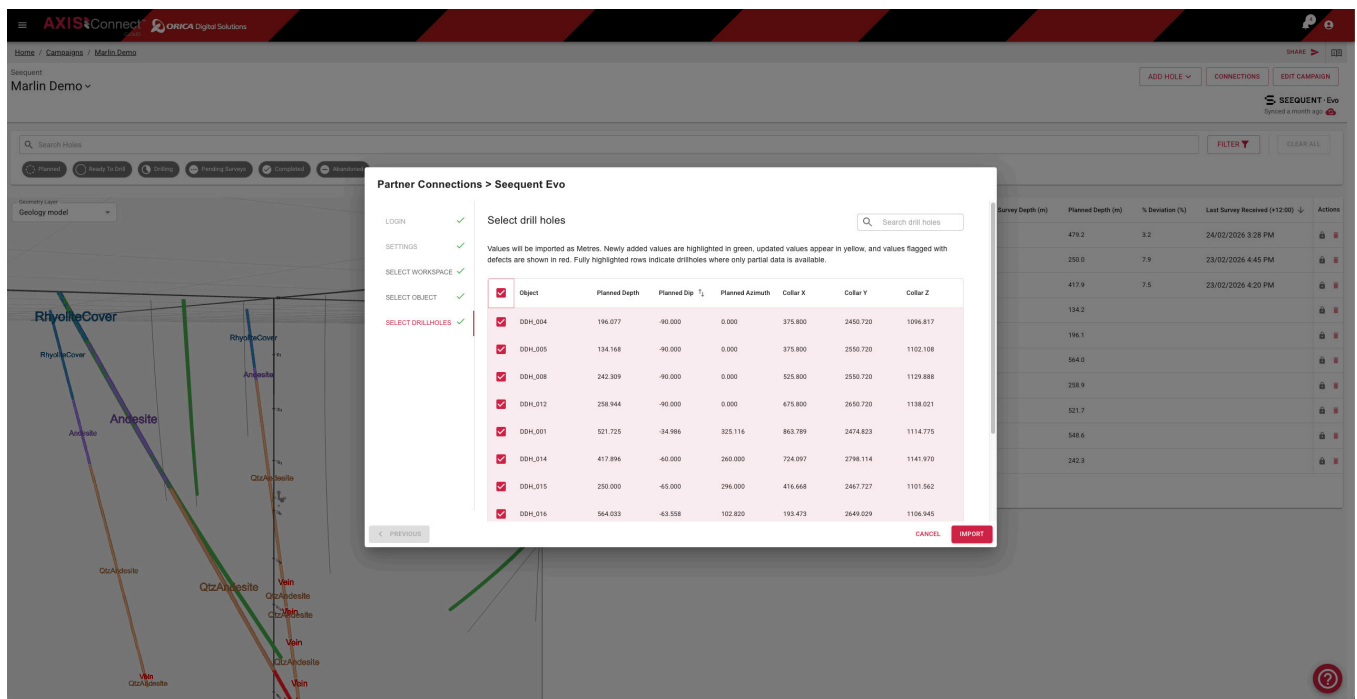 AXIS Connect ORICA Digital Solutions
Home / Campaigns / Marlin Demo
SHARE
Seequent
Marlin Demo
ADD HOLE
CONNECTIONS
EDIT CAMPAIGN
SEEQUENT · Evo
Synced a month ago
Search Holes
FILTER
CLEAR ALL
Planned
Ready To Drill
Drilling
Pending Surveys
Completed
Abandoned
Geometry Layer
Geology model
RhyoliteCover
RhyoliteCover
RhyoliteCover
Andesite
Andesite
Andesite
QtzAndesite
QtzAndesite
QtzAndesite
Vein
QtzAndesite
Vein
QtzAndesite
Vein
QtzAndesite
Vein
QtzAndesite
Vein
Partner Connections > Seequent Evo
LOGIN
SETTINGS
SELECT WORKSPACE
SELECT OBJECT
SELECT DRILLHOLES
Select drill holes
Search drill holes
Values will be imported as Metres. Newly added values are highlighted in green, updated values appear in yellow, and values flagged with
defects are shown in red. Fully highlighted rows indicate drillholes where only partial data is available.
Object Planned Depth Planned Dip Planned Azimuth Collar X Collar Y Collar Z
DDH_004 196.077 -90.000 0.000 375.800 2450.720 1096.817
DDH_005 134.168 -90.000 0.000 375.800 2550.720 1102.108
DDH_008 242.309 -90.000 0.000 525.800 2550.720 1129.888
DDH_012 258.944 -90.000 0.000 675.800 2650.720 1138.021
DDH_001 521.725 -34.986 325.116 863.789 2474.823 1114.775
DDH_014 417.896 -60.000 260.000 724.097 2798.114 1141.970
DDH_015 250.000 -65.000 296.000 416.668 2467.727 1101.562
DDH_016 564.033 -63.558 102.820 193.473 2649.029 1106.945
PREVIOUS
CANCEL
IMPORT
Survey Depth (m) Planned Depth (m) % Deviation (%) Last Survey Received (+12:00) Actions
479.2 3.2 24/02/2026 3:28 PM
250.0 7.9 23/02/2026 4:45 PM
417.9 7.5 23/02/2026 4:20 PM
134.2
196.1
564.0
258.9
521.7
548.6
242.3